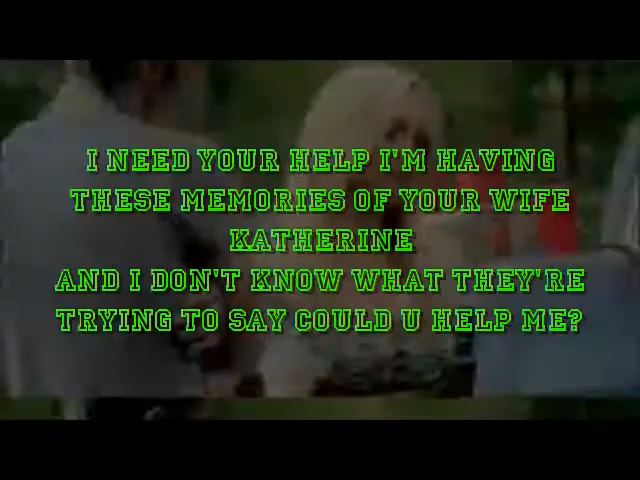 I NEED YOUR HELP I'M HAVING
THESE MEMORIES OF YOUR WIFE
KATHERINE
AND I DON'T KNOW WHAT THEY'RE
TRYING TO SAY COULD U HELP ME?